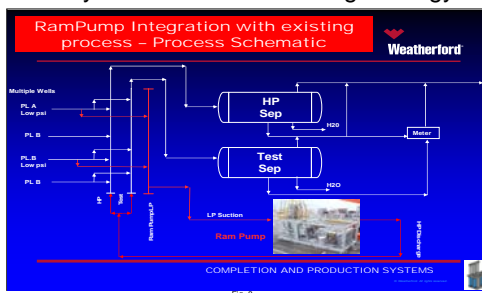 RamPump Integration with existing
process – Process Schematic
Weatherford
Multiple Wells
PL A
Low psi
PL B
PL.B
Low psi
PL B
HP
Sep
H20
Test
Sep
H2O
Meter
HP
Test
Ram Pump LP
LP Suction
Ram Pump
HP Discharge
COMPLETION AND PRODUCTION SYSTEMS